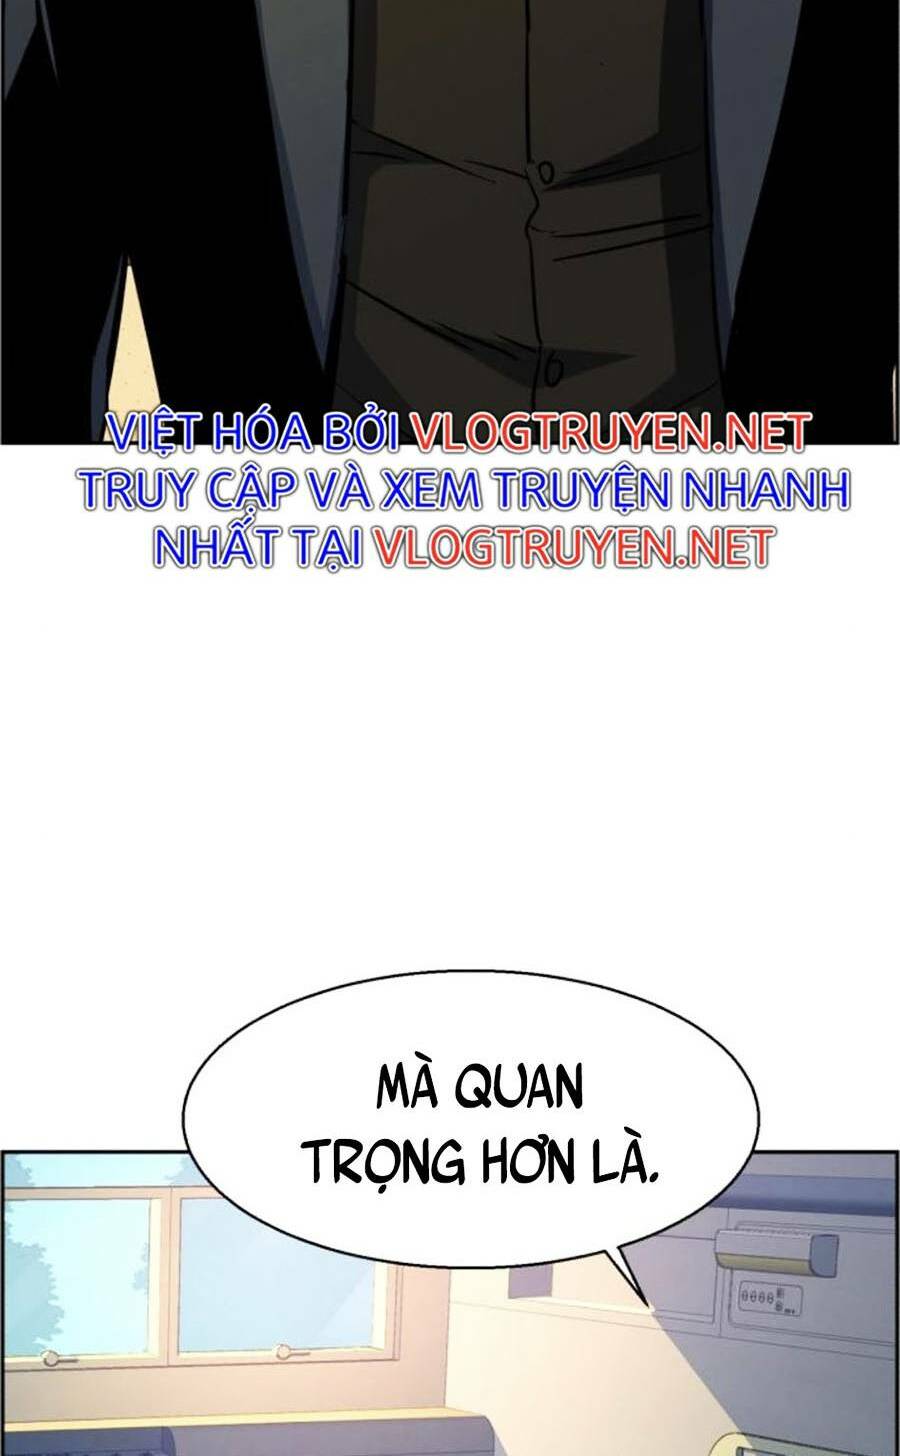 VIỆT HÓA BỞI VLOGTRUYEN.NET
TRUY CẬP VÀ XEM TRUYỆN NHANH
NHẤT TẠI VLOGTRUYEN.NET
MÀ QUAN
TRỌNG HƠN LÀ.